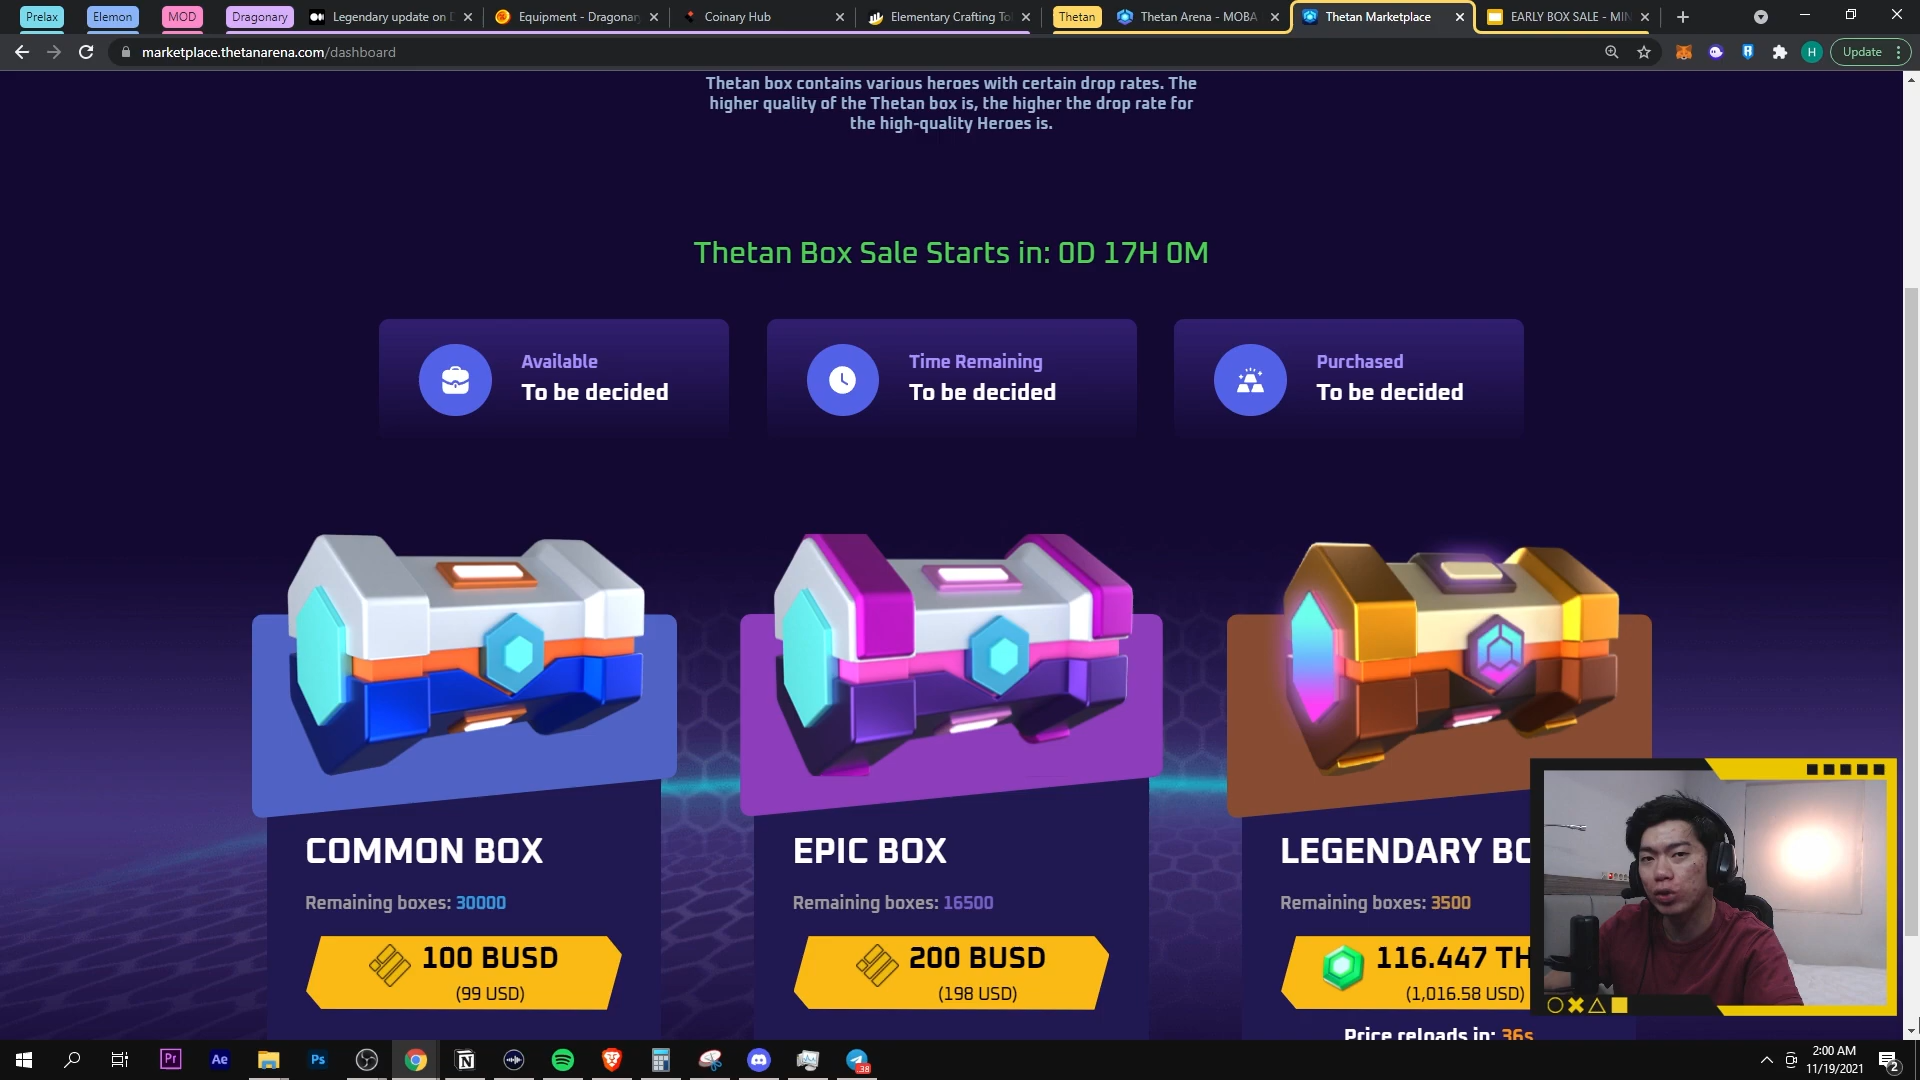 Prelax
Elemon
MOD
Dragonary
Legendary update on D
Equipment - Dragonar
Coinary Hub
Elementary Crafting To
Thetan
Thetan Arena - MOBA
Thetan Marketplace
EARLY BOX SALE - MIN
marketplace.thetanarena.com/dashboard
H
Update
Thetan box contains various heroes with certain drop rates. The
higher quality of the Thetan box is, the higher the drop rate for
the high-quality Heroes is.
Thetan Box Sale Starts in: 0D 17H 0M
Available
To be decided
Time Remaining
To be decided
Purchased
To be decided
COMMON BOX
Remaining boxes: 30000
100 BUSD
(99 USD)
EPIC BOX
Remaining boxes: 16500
200 BUSD
(198 USD)
LEGENDARY BO
Remaining boxes: 3500
116.447 TH
(1,016.58 USD)
Price reloads in: 36s
Pr
Ae
Ps
38
2:00 AM
11/19/2021
2